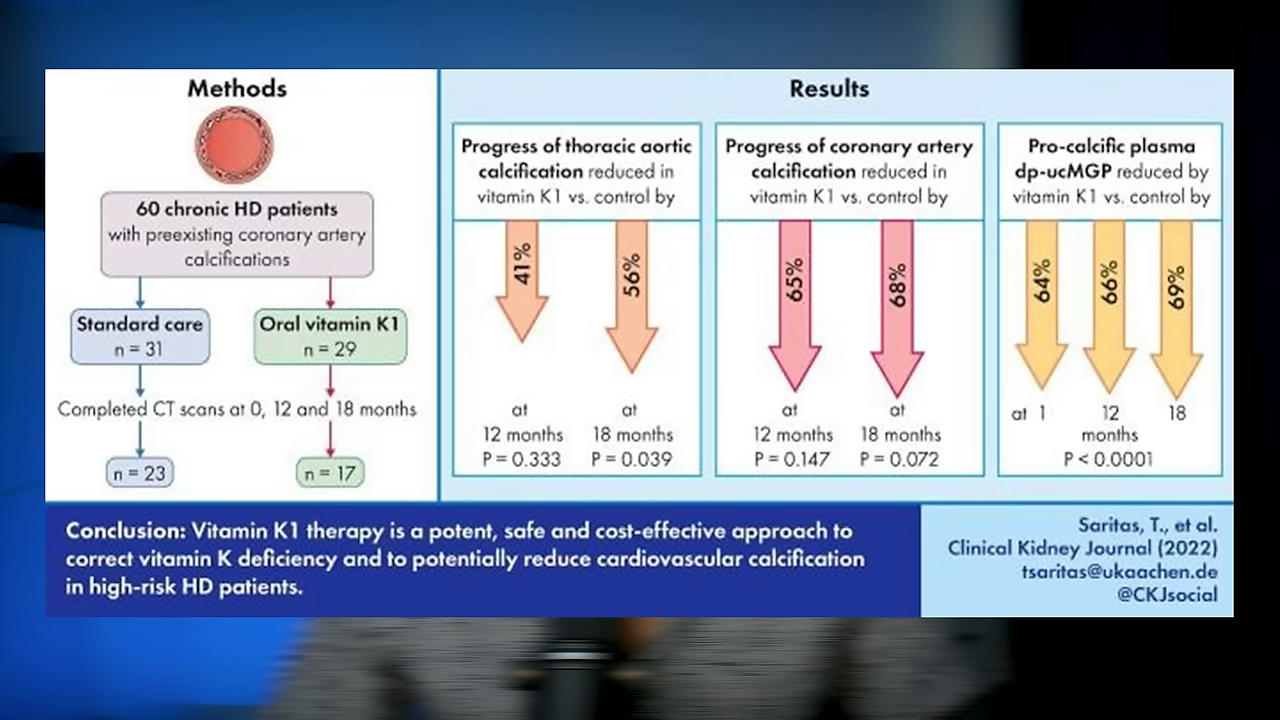 Methods
60 chronic HD patients
with preexisting coronary artery
calcifications
Standard care
n = 31
Oral vitamin K1
n = 29
Completed CT scans at 0, 12 and 18 months
n = 23
n = 17
Results
Progress of thoracic aortic
calcification reduced in
vitamin K1 vs. control by
41%
56%
at
12 months
P = 0.333
at
18 months
P = 0.039
Progress of coronary artery
calcification reduced in
vitamin K1 vs. control by
65%
68%
at
12 months
P = 0.147
at
18 months
P = 0.072
Pro-calcific plasma
dp-ucMGP reduced by
vitamin K1 vs. control by
64%
66%
69%
at 1 12 18
months
P < 0.0001
Conclusion: Vitamin K1 therapy is a potent, safe and cost-effective approach to
correct vitamin K deficiency and to potentially reduce cardiovascular calcification
in high-risk HD patients.
Saritas, T., et al.
Clinical Kidney Journal (2022)
tsaritas@ukaachen.de
@CKJsocial